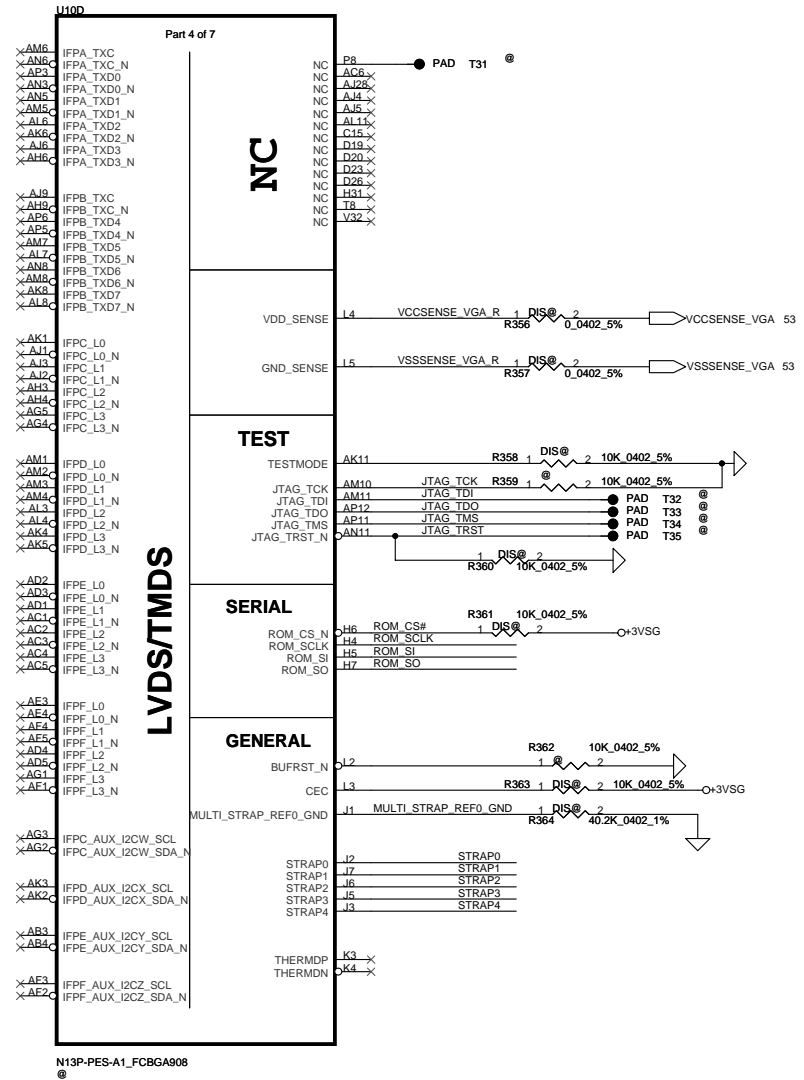 U10D
Part 4 of 7
AM6 IFPA_TXC
AN6 IFPA_TXC_N
AP3 IFPA_TXD0
AN3 IFPA_TXD0_N
AN5 IFPA_TXD1
AM5 IFPA_TXD1_N
AL6 IFPA_TXD2
AK6 IFPA_TXD2_N
AJ6 IFPA_TXD3
AH6 IFPA_TXD3_N
AJ9 IFPB_TXC
AH9 IFPB_TXC_N
AP6 IFPB_TXD4
AP5 IFPB_TXD4_N
AM7 IFPB_TXD5
AL7 IFPB_TXD5_N
AN8 IFPB_TXD6
AM8 IFPB_TXD6_N
AK8 IFPB_TXD7
AL8 IFPB_TXD7_N
AK1 IFPC_L0
AJ1 IFPC_L0_N
AJ3 IFPC_L1
AJ2 IFPC_L1_N
AH3 IFPC_L2
AH4 IFPC_L2_N
AG5 IFPC_L3
AG4 IFPC_L3_N
AM1 IFPD_L0
AM2 IFPD_L0_N
AM3 IFPD_L1
AM4 IFPD_L1_N
AL3 IFPD_L2
AL4 IFPD_L2_N
AK4 IFPD_L3
AK5 IFPD_L3_N
AD2 IFPE_L0
AD3 IFPE_L0_N
AD1 IFPE_L1
AC1 IFPE_L1_N
AC2 IFPE_L2
AC3 IFPE_L2_N
AC4 IFPE_L3
AC5 IFPE_L3_N
AE3 IFPF_L0
AE4 IFPF_L0_N
AF4 IFPF_L1
AF5 IFPF_L1_N
AD4 IFPF_L2
AD5 IFPF_L2_N
AG1 IFPF_L3
AF1 IFPF_L3_N
AG3 IFPC_AUX_I2CW_SCL
AG2 IFPC_AUX_I2CW_SDA_N
AK3 IFPD_AUX_I2CX_SCL
AK2 IFPD_AUX_I2CX_SDA_N
AB3 IFPE_AUX_I2CY_SCL
AB4 IFPE_AUX_I2CY_SDA_N
AF3 IFPF_AUX_I2CZ_SCL
AF2 IFPF_AUX_I2CZ_SDA_N
LVDS/TMDS
NC
NC P8 PAD T31 @
NC AC6
NC AJ28
NC AJ4
NC AJ5
NC AL11
NC C15
NC D19
NC D20
NC D23
NC D26
NC H31
NC T8
NC V32
VDD_SENSE L4 VCCSENSE_VGA_R 1 DIS@ 2 VCCSENSE_VGA 53
R356 0_0402_5%
GND_SENSE L5 VSSSENSE_VGA_R 1 DIS@ 2 VSSSENSE_VGA 53
R357 0_0402_5%
TEST
TESTMODE AK11 R358 1 DIS@ 2 10K_0402_5%
JTAG_TCK AM10 JTAG_TCK R359 1 @ 2 10K_0402_5%
JTAG_TDI AM11 JTAG_TDI PAD T32 @
JTAG_TDO AP12 JTAG_TDO PAD T33 @
JTAG_TMS AP11 JTAG_TMS PAD T34 @
JTAG_TRST_N AN11 JTAG_TRST PAD T35 @
R360 1 DIS@ 2 10K_0402_5%
SERIAL
R361 10K_0402_5%
ROM_CS_N H6 ROM_CS# 1 DIS@ 2 +3VSG
ROM_SCLK H4 ROM_SCLK
ROM_SI H5 ROM_SI
ROM_SO H7 ROM_SO
GENERAL
R362 10K_0402_5%
BUFRST_N L2 1 @ 2
CEC L3 R363 1 DIS@ 2 10K_0402_5% +3VSG
MULTI_STRAP_REF0_GND J1 MULTI_STRAP_REF0_GND 1 DIS@ 2
R364 40.2K_0402_1%
STRAP0 J2 STRAP0
STRAP1 J7 STRAP1
STRAP2 J6 STRAP2
STRAP3 J5 STRAP3
STRAP4 J3 STRAP4
THERMDP K3
THERMDN K4
N13P-PES-A1_FCBGA908
@